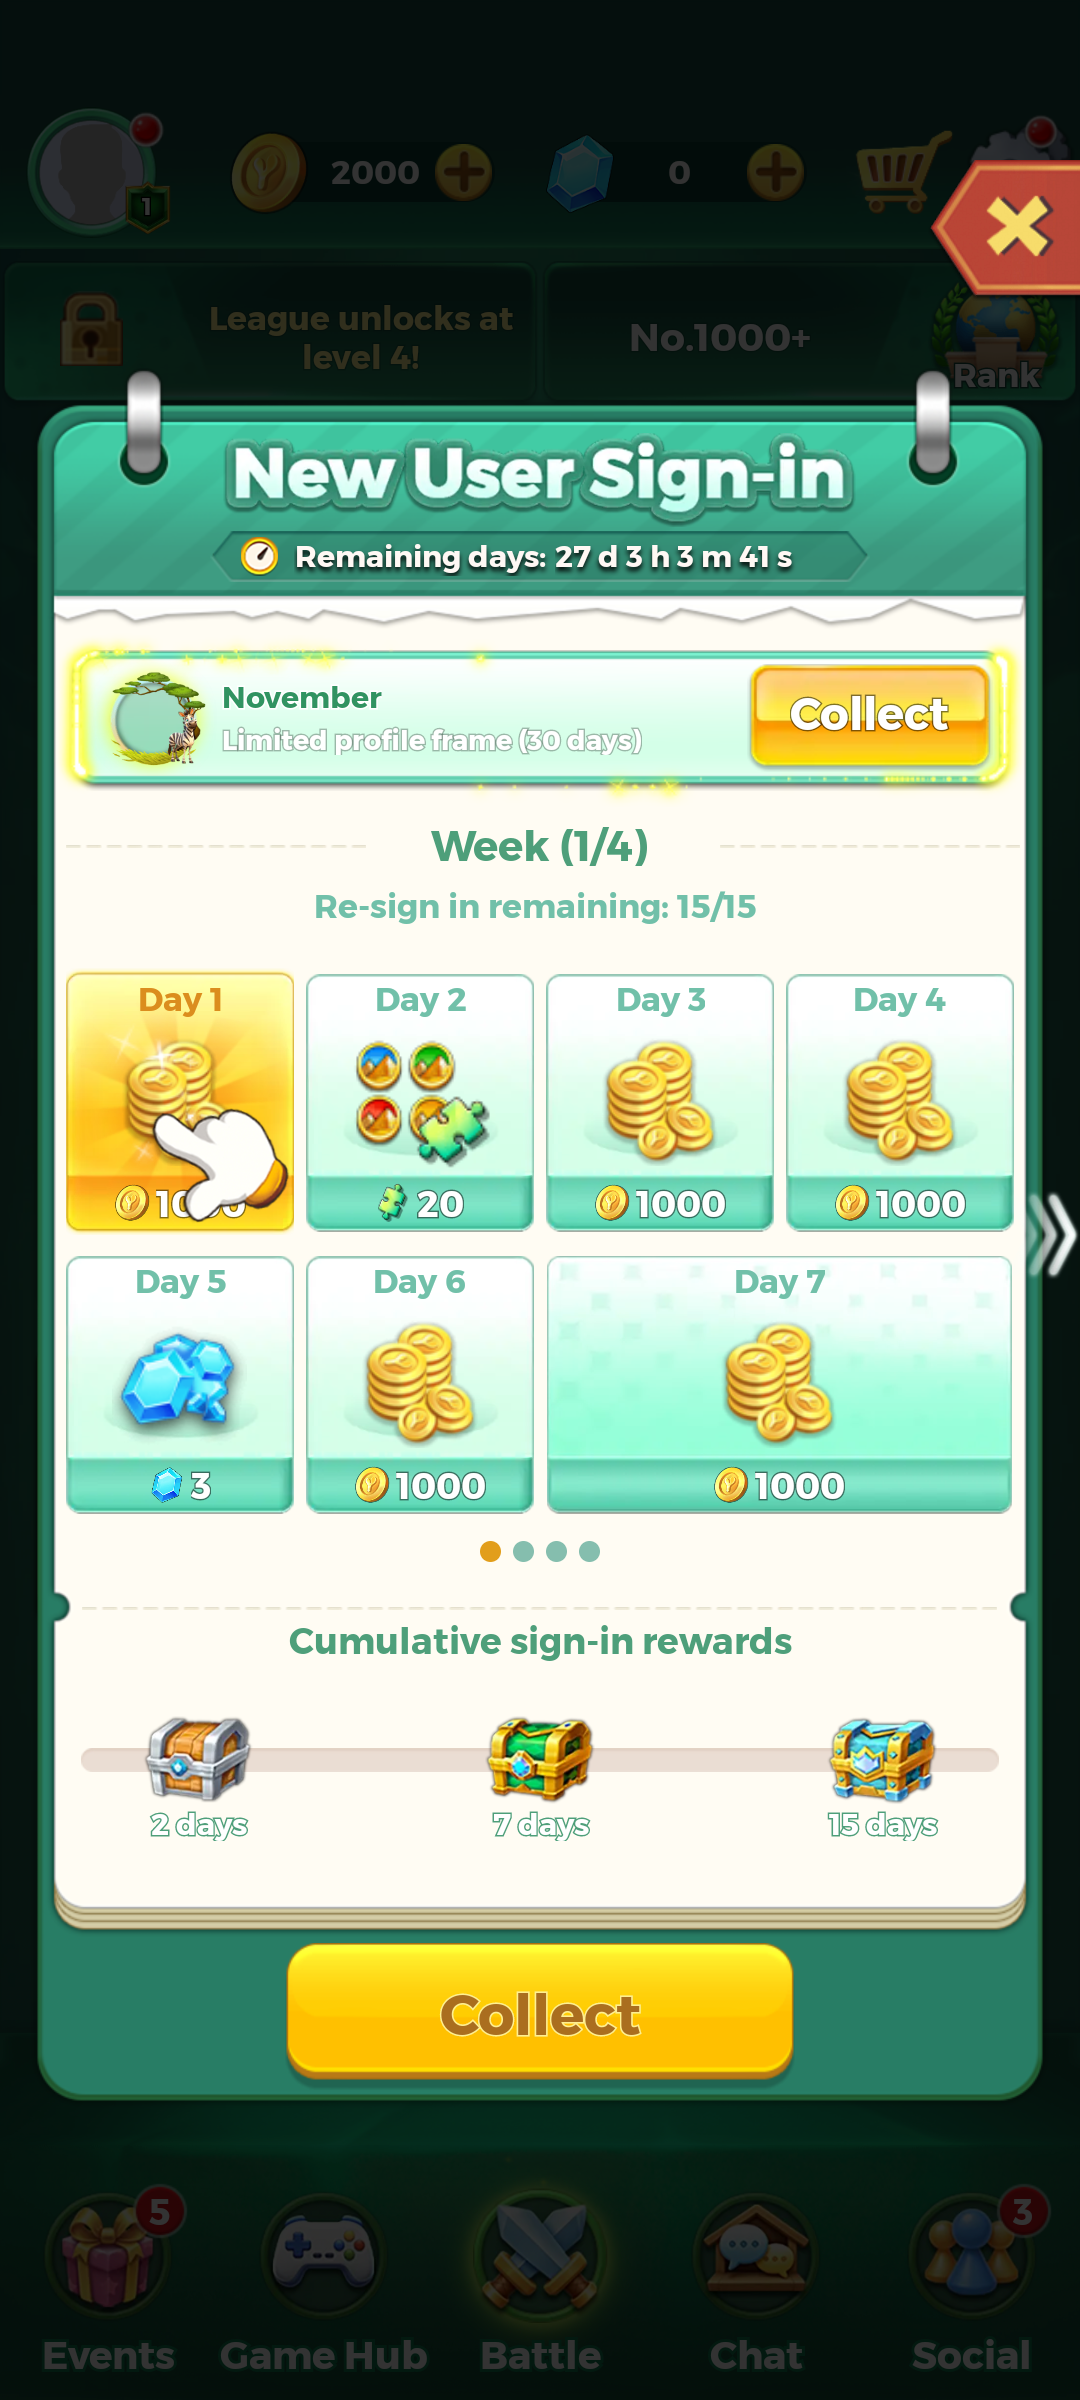 2000
0
1
League unlocks at
level 4!
No.1000+
Rank
New User Sign-in
Remaining days: 27 d 3 h 3 m 41 s
November
Limited profile frame (30 days)
Collect
Week (1/4)
Re-sign in remaining: 15/15
Day 1
Day 2
Day 3
Day 4
20
1000
1000
Day 5
Day 6
Day 7
3
1000
1000
Cumulative sign-in rewards
2 days
7 days
15 days
Collect
5
3
Events
Game Hub
Battle
Chat
Social